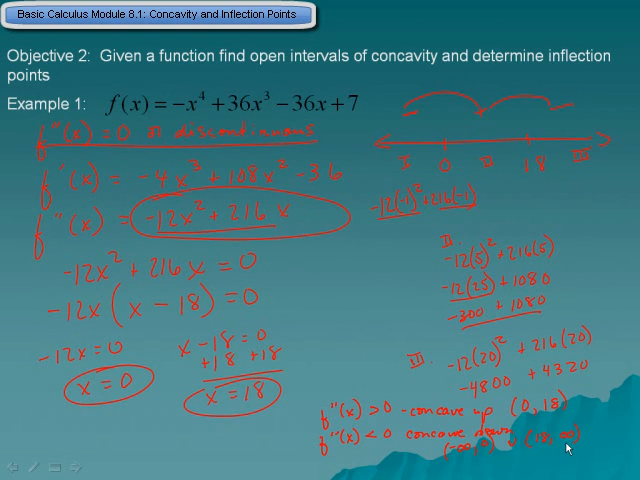 Basic Calculus Module 8.1: Concavity and Inflection Points
Objective 2: Given a function find open intervals of concavity and determine inflection
points
Example 1: f(x) = −x⁴ + 36x³ − 36x + 7
f''(x) = 0 or discontinuous
f'(x) = -4x³ + 108x² - 36
f''(x) = -12x² + 216x
-12x² + 216x = 0
-12x(x - 18) = 0
-12x = 0
x = 0
x - 18 = 0
+18 +18
x = 18
I 0 II +18 III
-12(-1)² + 216(-1)
II.
-12(5)² + 216(5)
-12(25) + 1080
-300 + 1080
III.
-12(20)² + 216(20)
-4800 + 4320
f''(x) > 0 - concave up (0, 18)
f''(x) < 0 concave down
(-∞, 0) ∪ (18, ∞)